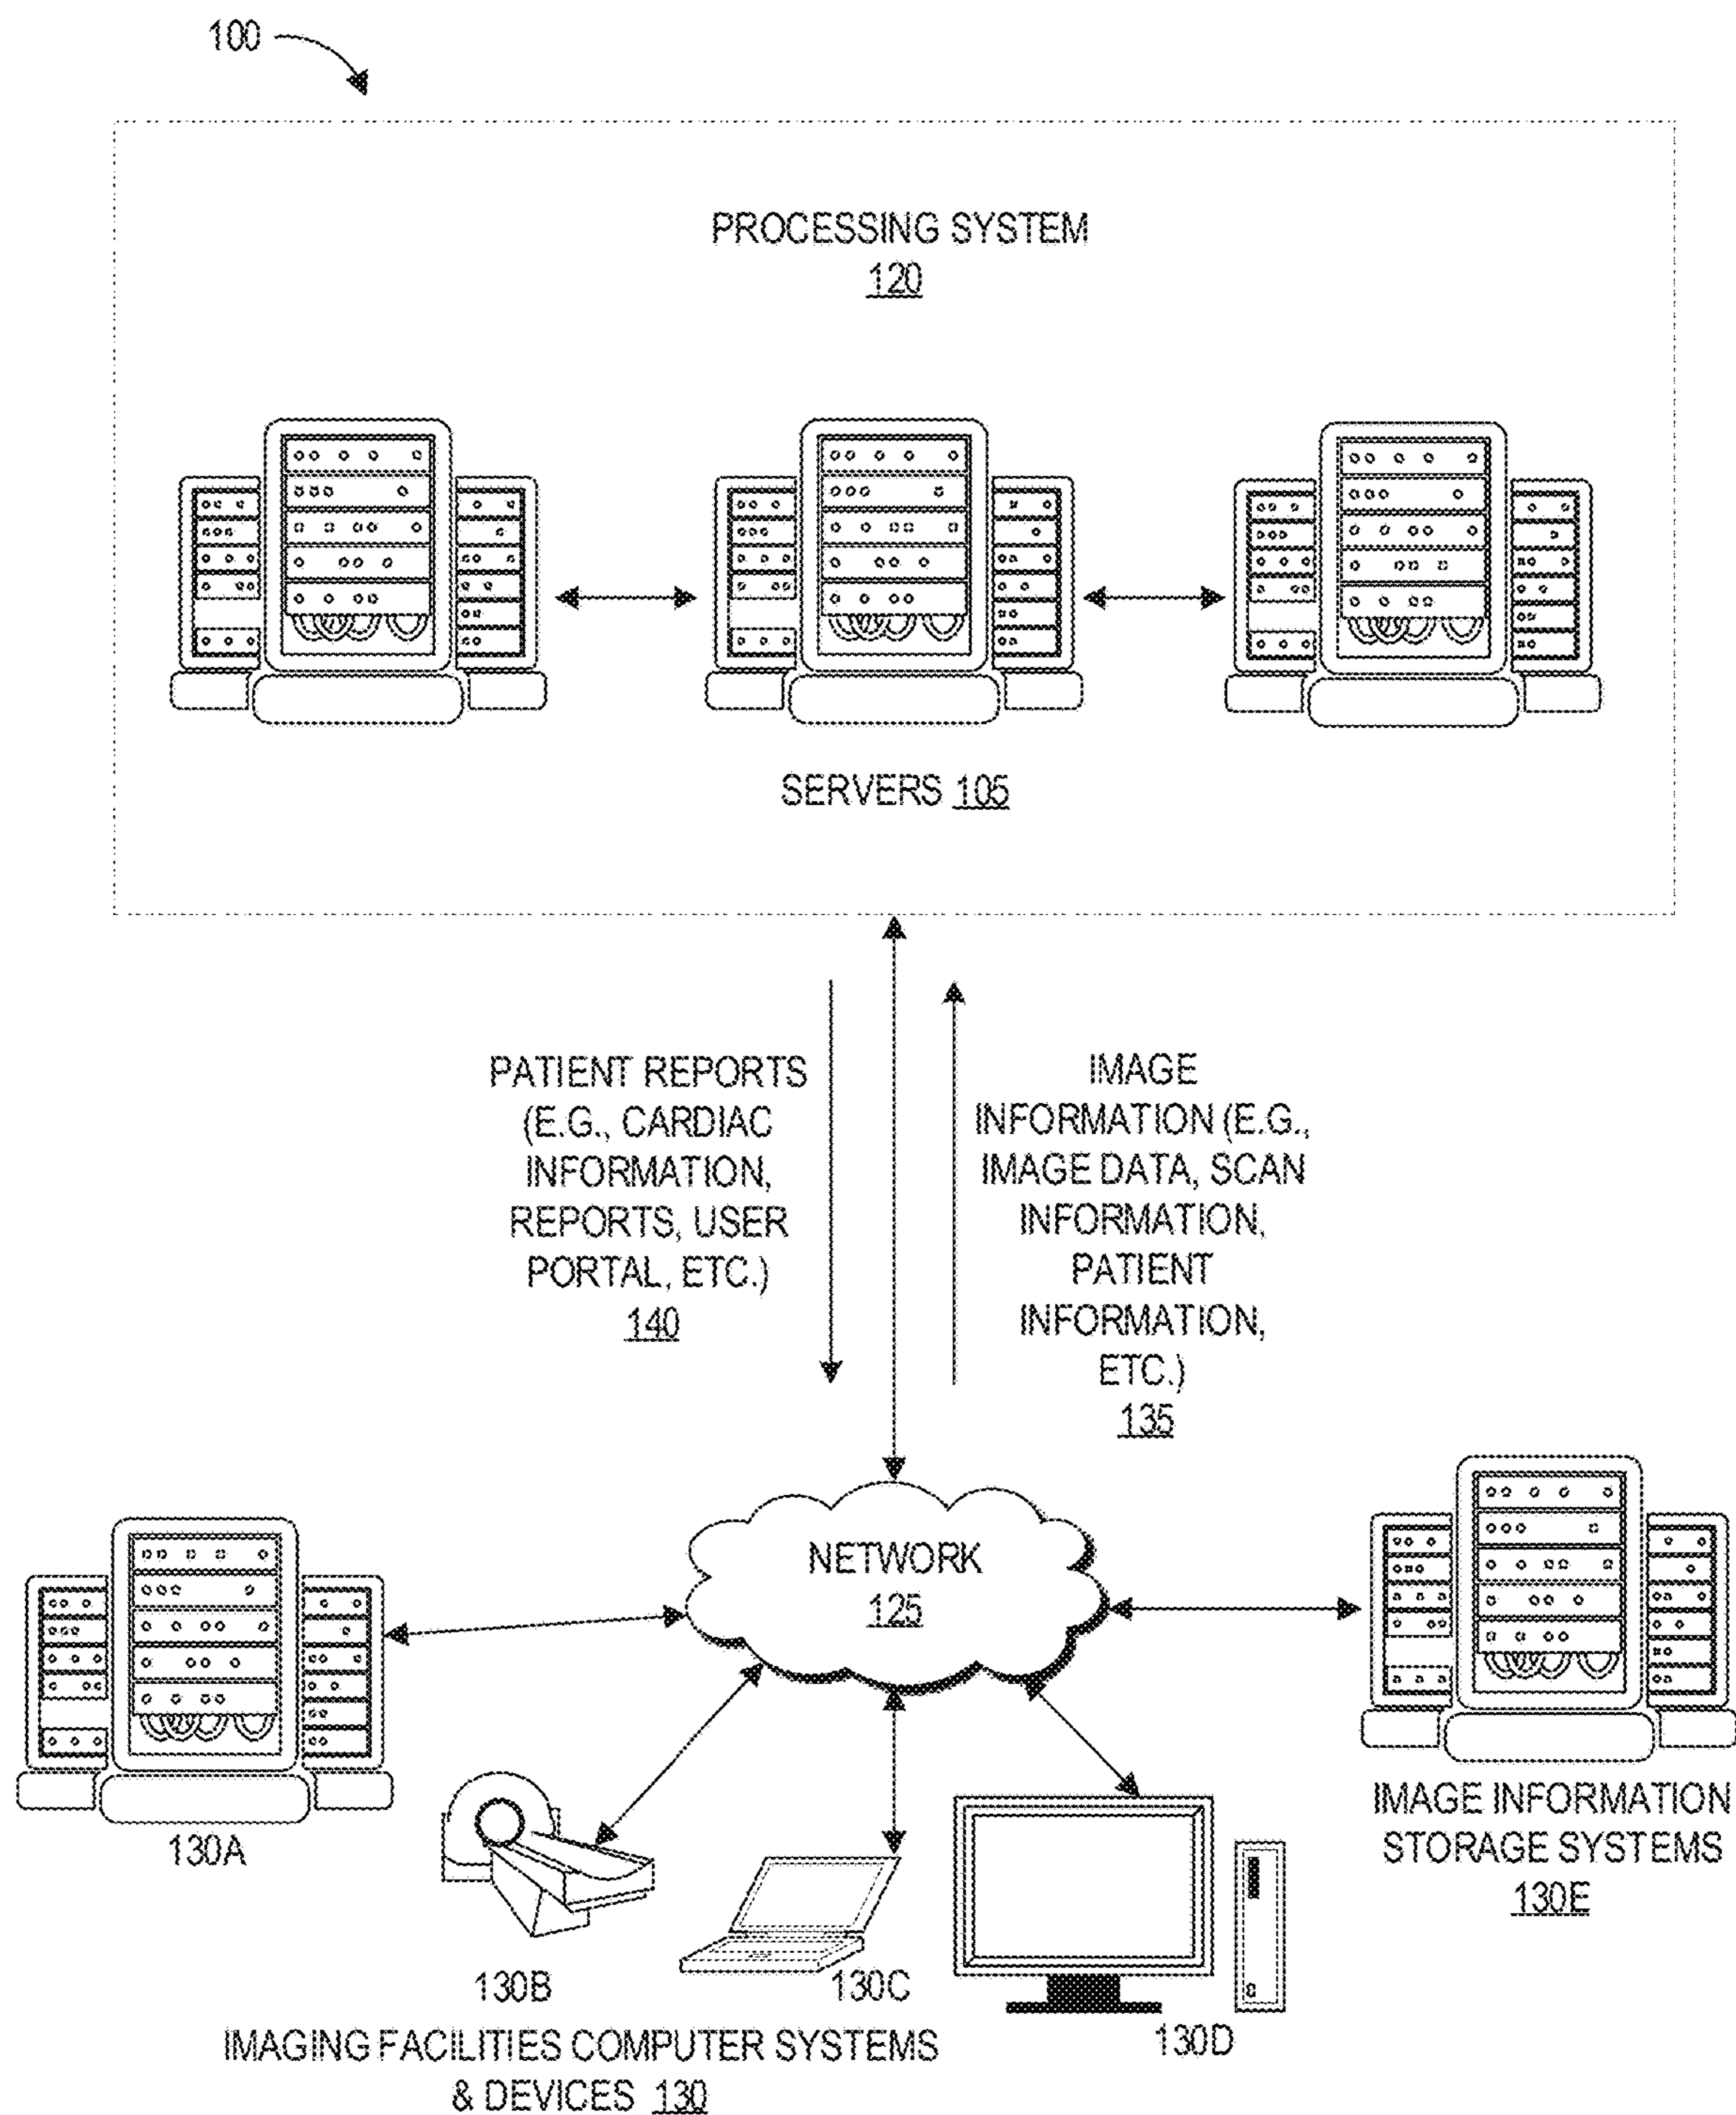 100
PROCESSING SYSTEM
120
SERVERS 105
PATIENT REPORTS
(E.G., CARDIAC
INFORMATION,
REPORTS, USER
PORTAL, ETC.)
140
IMAGE
INFORMATION (E.G.,
IMAGE DATA, SCAN
INFORMATION,
PATIENT
INFORMATION,
ETC.)
135
NETWORK
125
130A
130B
130C
130D
IMAGE INFORMATION
STORAGE SYSTEMS
130E
IMAGING FACILITIES COMPUTER SYSTEMS
& DEVICES 130